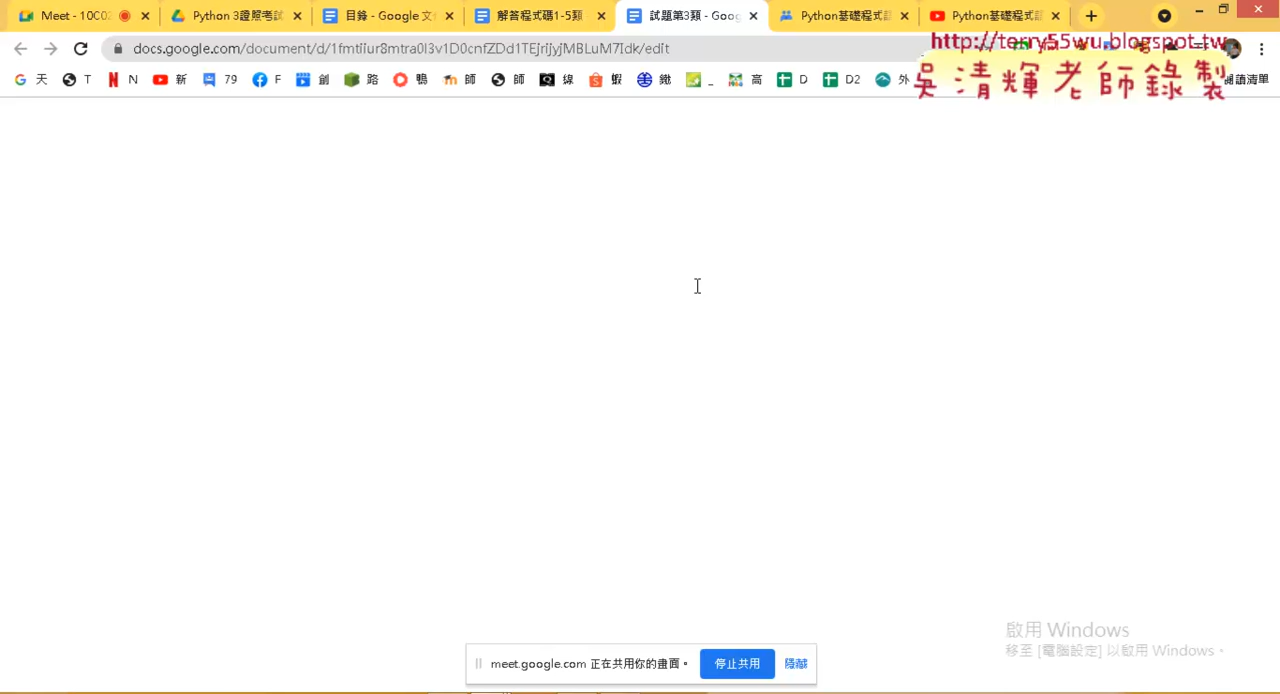 Meet - 10C0
Python 3證照考試
目錄 - Google 文
解答程式碼1-5類
試題第3類 - Goog
Python基礎程式
Python基礎程式
docs.google.com/document/d/1fmtiiur8mtra0l3v1D0cnfZDd1TEjrijyjMBLuM7Idk/edit
http://terry55wu.blogspot.tw
天 T N 新 79 F 創 路 鴨 師 師 線 蝦 鐵 _ 高 D D2 外 閱讀清單
吳清輝老師錄製
啟用 Windows
移至 [電腦設定] 以啟用 Windows。
meet.google.com 正在共用你的畫面。 停止共用 隱藏